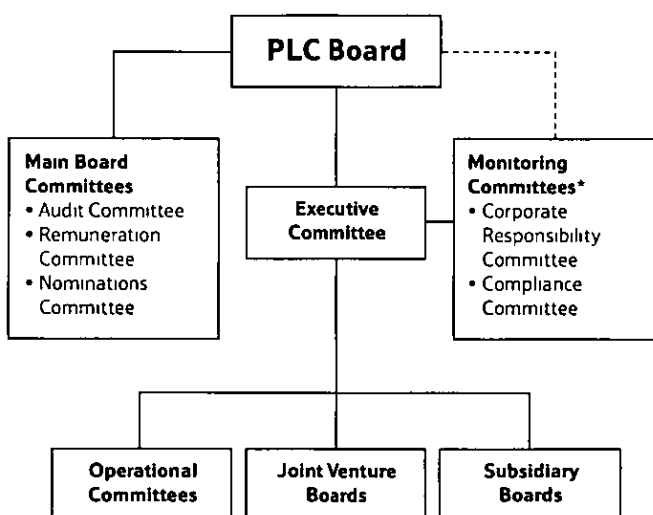 PLC Board
Main Board
Committees
• Audit Committee
• Remuneration
Committee
• Nominations
Committee
Executive
Committee
Monitoring
Committees*
• Corporate
Responsibility
Committee
• Compliance
Committee
Operational
Committees
Joint Venture
Boards
Subsidiary
Boards